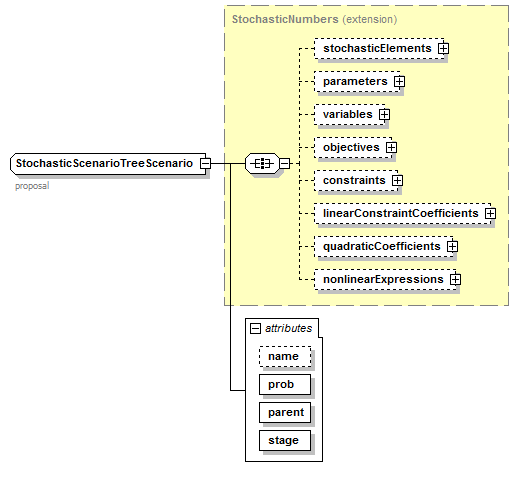 StochasticNumbers (extension)
stochasticElements
parameters
variables
objectives
StochasticScenarioTreeScenario
proposal
constraints
linearConstraintCoefficients
quadraticCoefficients
nonlinearExpressions
attributes
name
prob
parent
stage